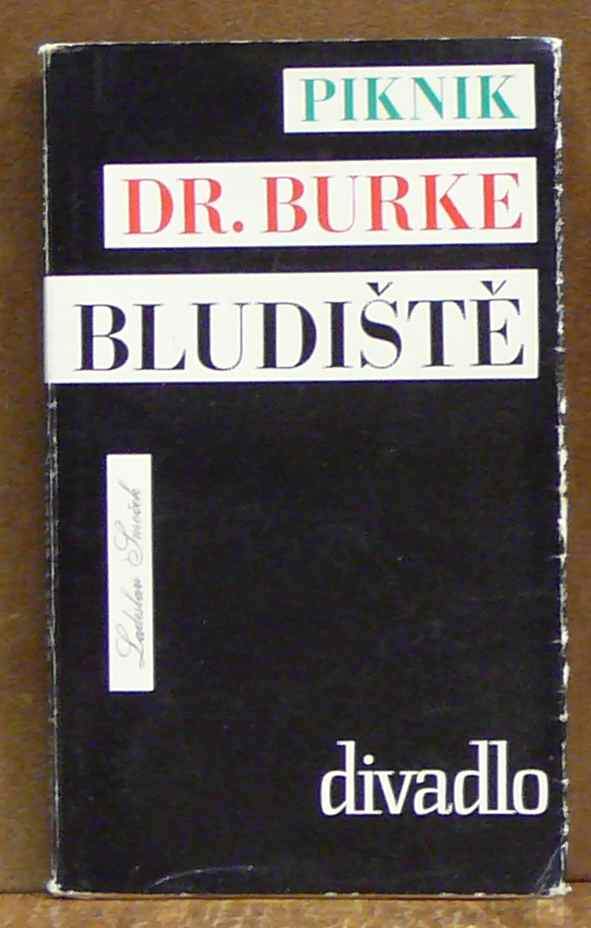 PIKNIK
DR. BURKE
BLUDIŠTĚ
Ladislav Smoček
divadlo